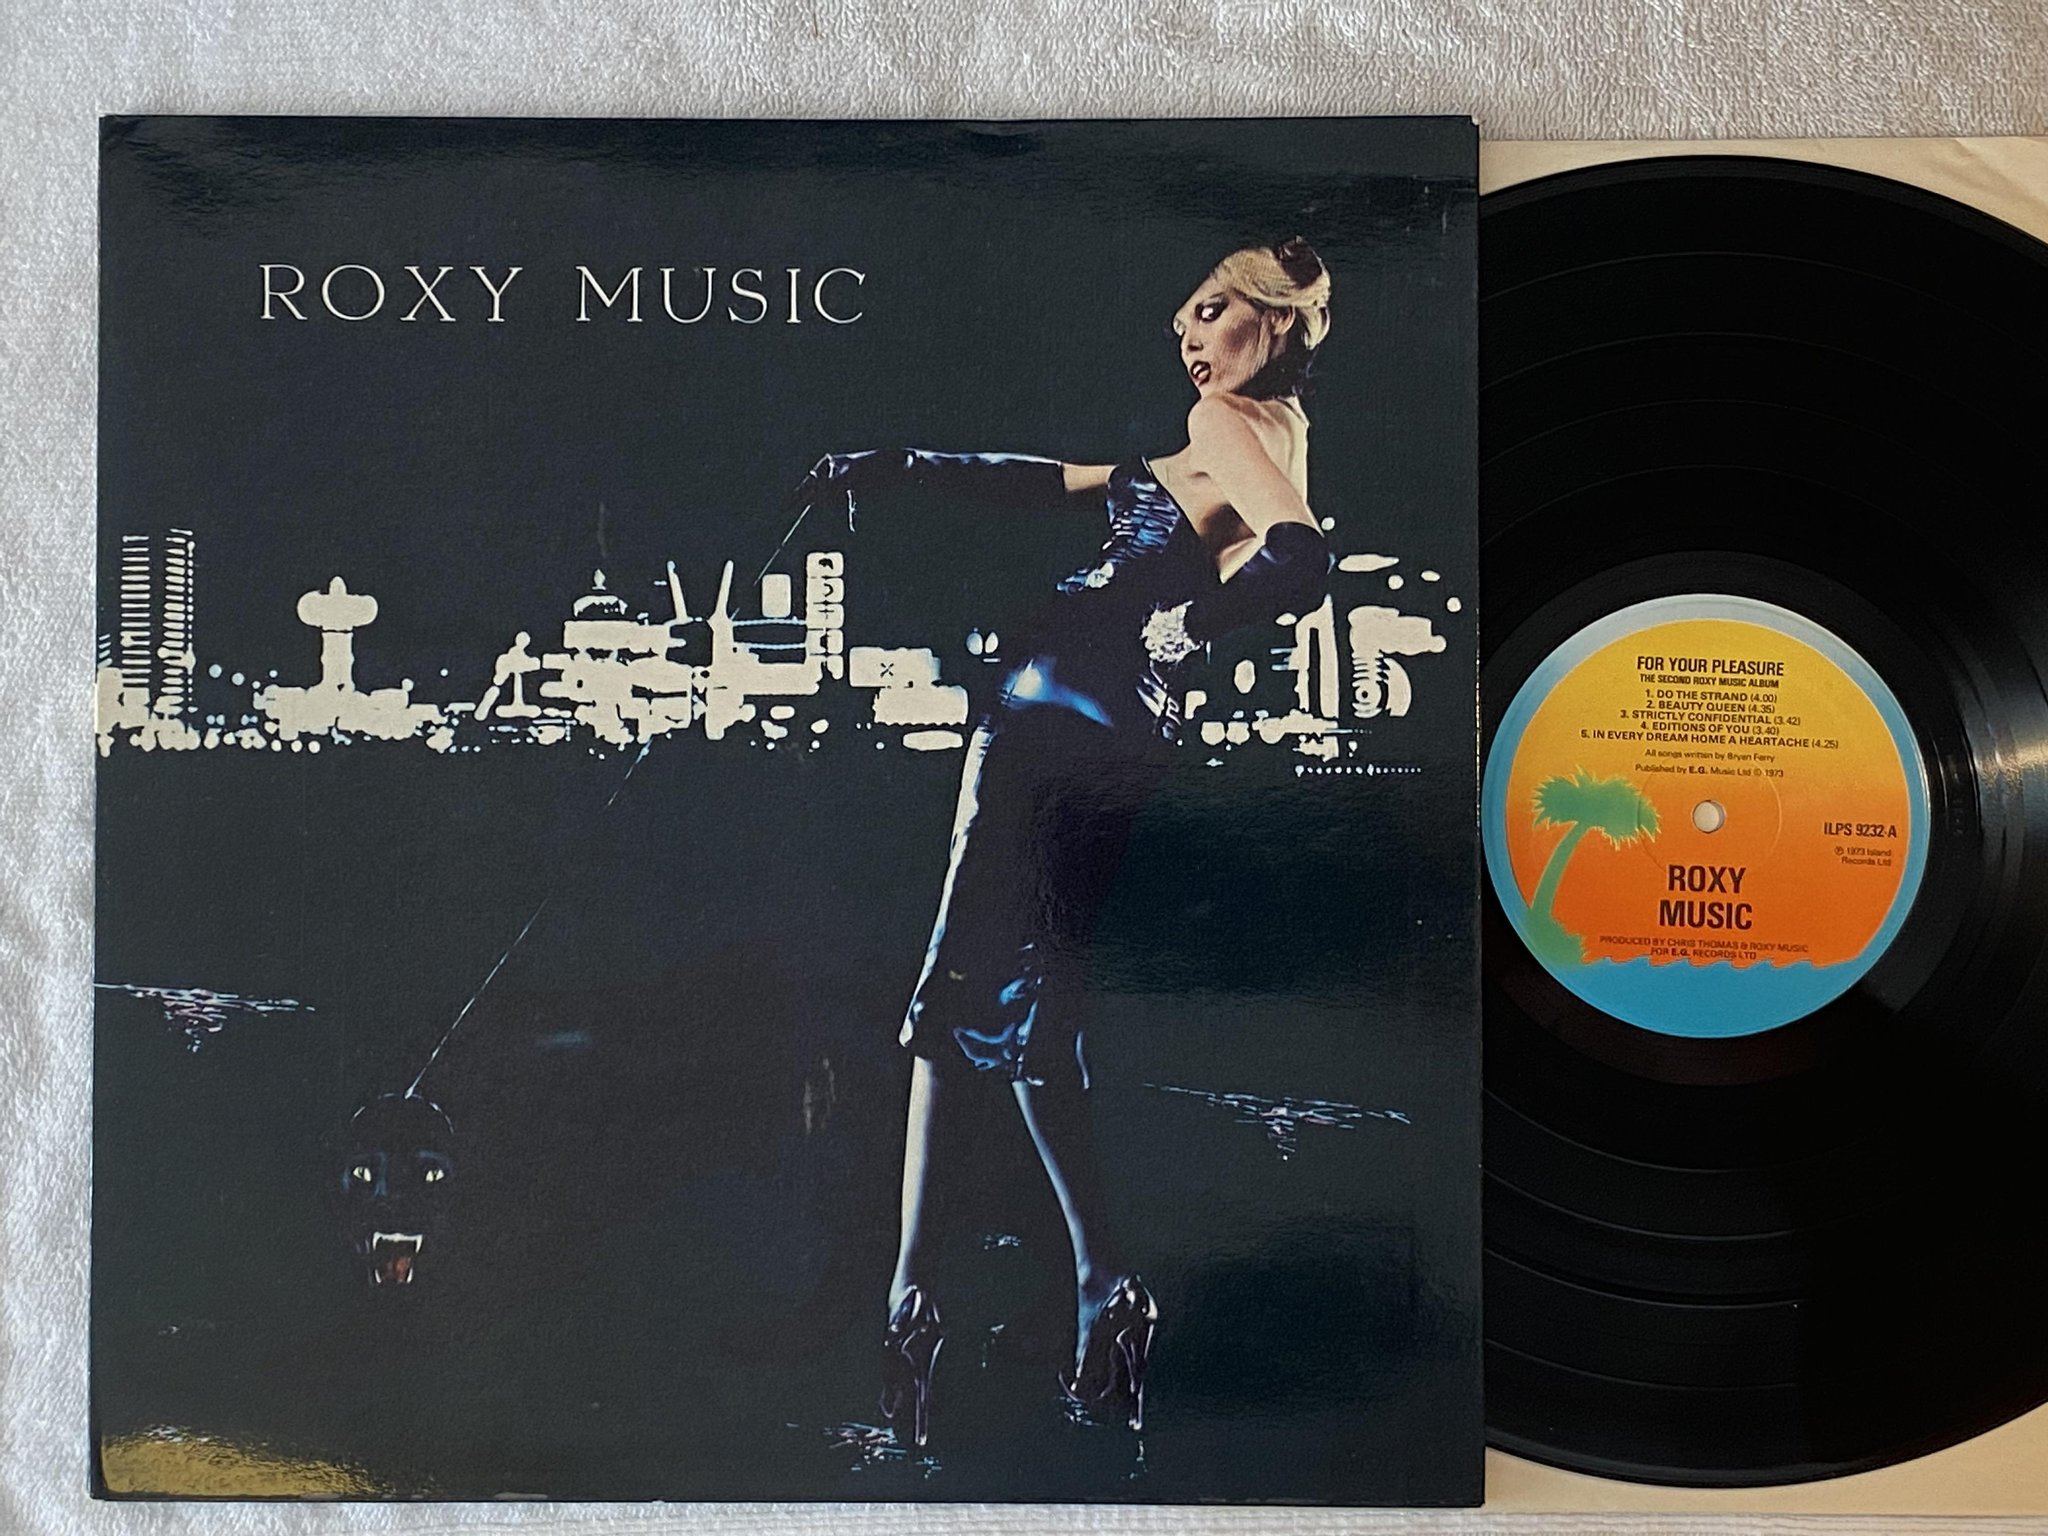 ROXY MUSIC
FOR YOUR PLEASURE
THE SECOND ROXY MUSIC ALBUM
1. DO THE STRAND (4.00)
2. BEAUTY QUEEN (4.35)
3. STRICTLY CONFIDENTIAL (3.42)
4. EDITIONS OF YOU (3.40)
5. IN EVERY DREAM HOME A HEARTACHE (4.25)
All songs written by Bryan Ferry
Published by E.G. Music Ltd © 1973
ILPS 9232-A
℗ 1973 Island
Records Ltd
ROXY
MUSIC
PRODUCED BY CHRIS THOMAS & ROXY MUSIC
FOR E.G. RECORDS LTD